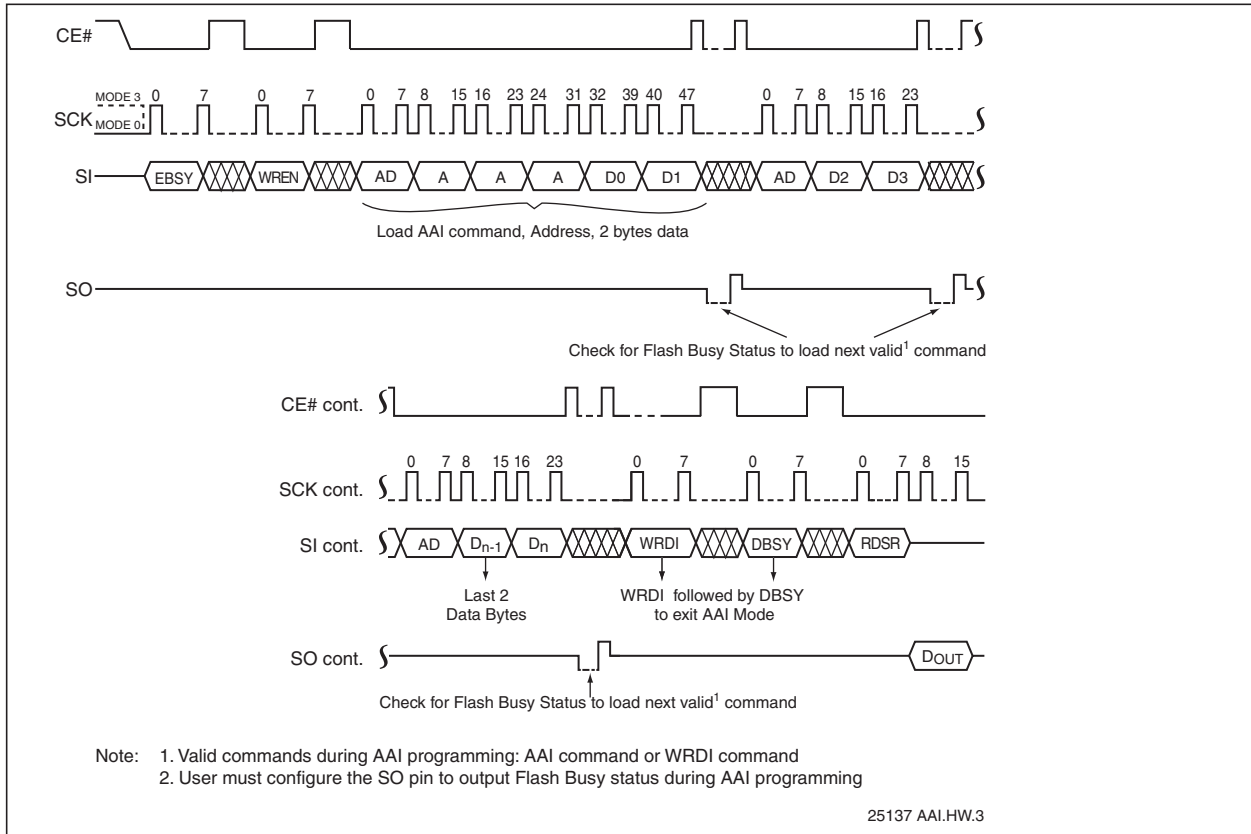 CE#
0 7 0 7 0 7 8 15 16 23 24 31 32 39 40 47 0 7 8 15 16 23
MODE 3
SCK MODE 0
SI EBSY WREN AD A A A D0 D1 AD D2 D3
Load AAI command, Address, 2 bytes data
SO
Check for Flash Busy Status to load next valid1 command
CE# cont.
0 7 8 15 16 23 0 7 0 7 0 7 8 15
SCK cont.
SI cont. AD Dn-1 Dn WRDI DBSY RDSR
Last 2 WRDI followed by DBSY
Data Bytes to exit AAI Mode
SO cont. DOUT
Check for Flash Busy Status to load next valid1 command
Note: 1. Valid commands during AAI programming: AAI command or WRDI command
2. User must configure the SO pin to output Flash Busy status during AAI programming
25137 AAI.HW.3